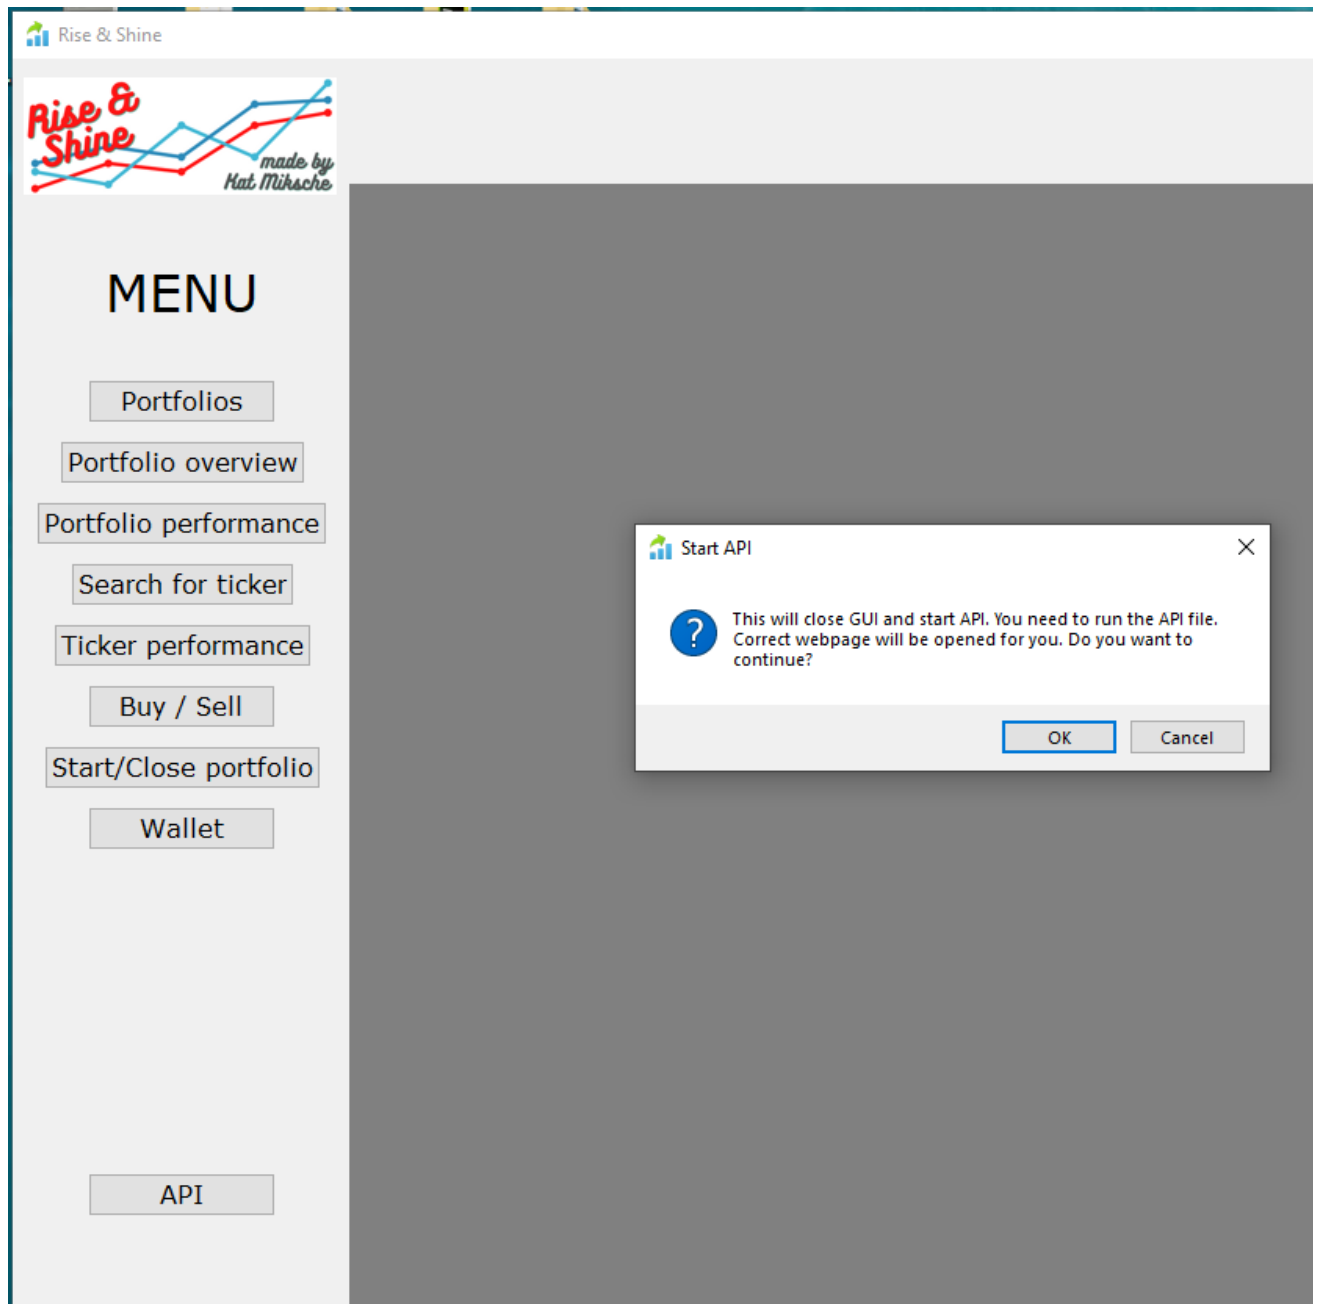 Rise & Shine
Rise &
Shine
made by
Kat Miksche
MENU
Portfolios
Portfolio overview
Portfolio performance
Search for ticker
Ticker performance
Buy / Sell
Start/Close portfolio
Wallet
API
Start API
This will close GUI and start API. You need to run the API file.
Correct webpage will be opened for you. Do you want to
continue?
OK
Cancel